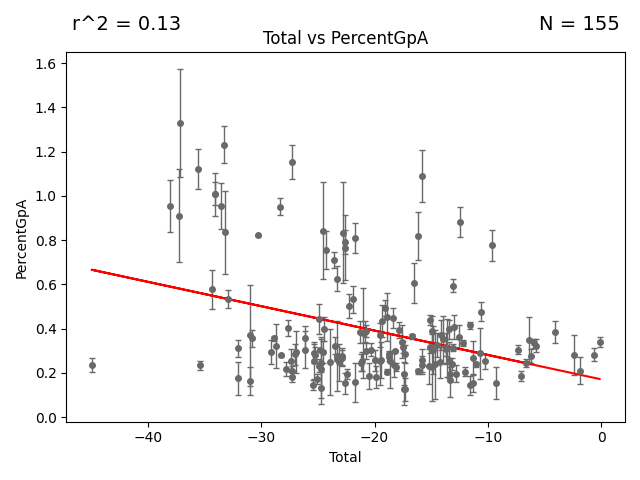 r^2 = 0.13
N = 155
Total vs PercentGpA
1.6
1.4
1.2
1.0
0.8
0.6
0.4
0.2
0.0
PercentGpA
−40 −30 −20 −10 0
Total